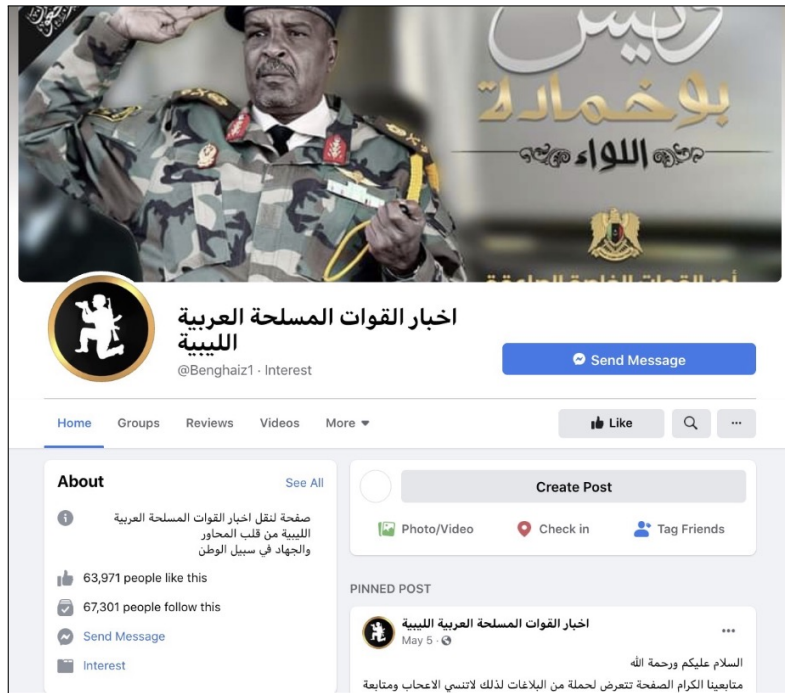 ونيس
بوخمادة
اللواء
اخبار القوات المسلحة العربية
الليبية
@Benghaiz1 · Interest
Send Message
Home Groups Reviews Videos More
Like
...
About
See All
صفحة لنقل اخبار القوات المسلحة العربية
الليبية من قلب المحاور
والجهاد في سبيل الوطن
63,971 people like this
67,301 people follow this
Send Message
Interest
Create Post
Photo/Video Check in Tag Friends
PINNED POST
اخبار القوات المسلحة العربية الليبية
May 5 ·
...
السلام عليكم ورحمة الله
متابعينا الكرام الصفحة تتعرض لحملة من البلاغات لذلك لاتنسي الاعجاب ومتابعة